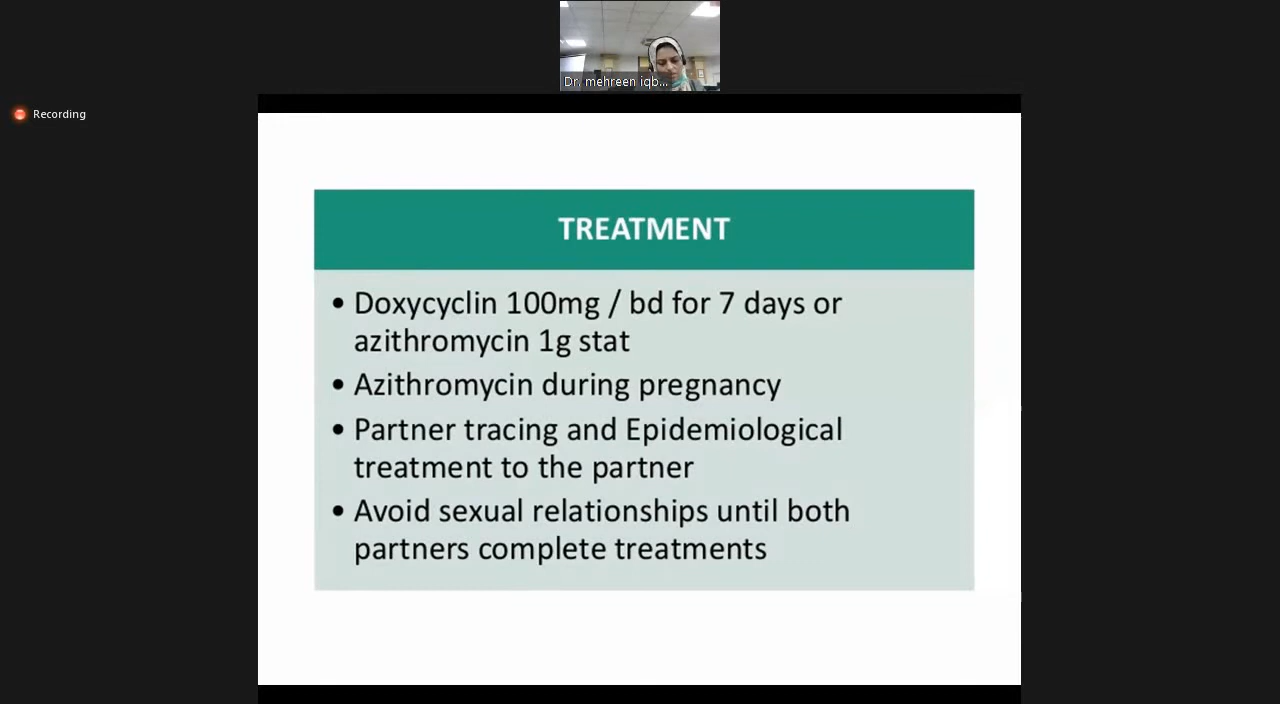 Dr. mehreen iqb...
Recording
TREATMENT
• Doxycyclin 100mg / bd for 7 days or
azithromycin 1g stat
• Azithromycin during pregnancy
• Partner tracing and Epidemiological
treatment to the partner
• Avoid sexual relationships until both
partners complete treatments